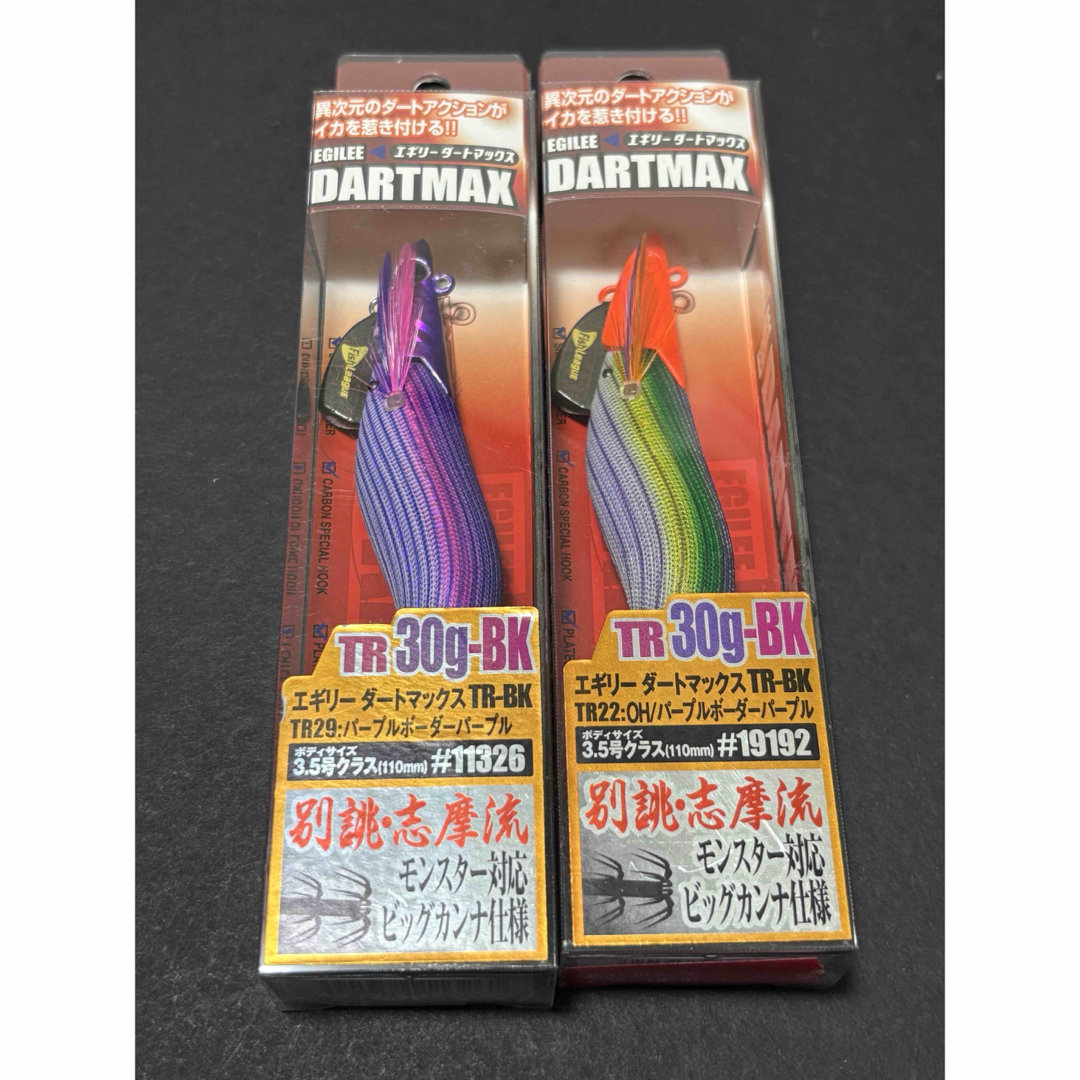 異次元のダートアクションが
イカを惹き付ける!!
EGILEE エギリー ダートマックス
DARTMAX
FishLeague
CARBON SPECIAL HOOK
TR 30g-BK
エギリー ダートマックス TR-BK
TR29:パープルボーダーパープル
ボディサイズ
3.5号クラス(110mm) #11326
別誂・志摩流
モンスター対応
ビッグカンナ仕様
異次元のダートアクションが
イカを惹き付ける!!
EGILEE エギリー ダートマックス
DARTMAX
FishLeague
CARBON SPECIAL HOOK
TR 30g-BK
エギリー ダートマックス TR-BK
TR22:OH/パープルボーダーパープル
ボディサイズ
3.5号クラス(110mm) #19192
別誂・志摩流
モンスター対応
ビッグカンナ仕様